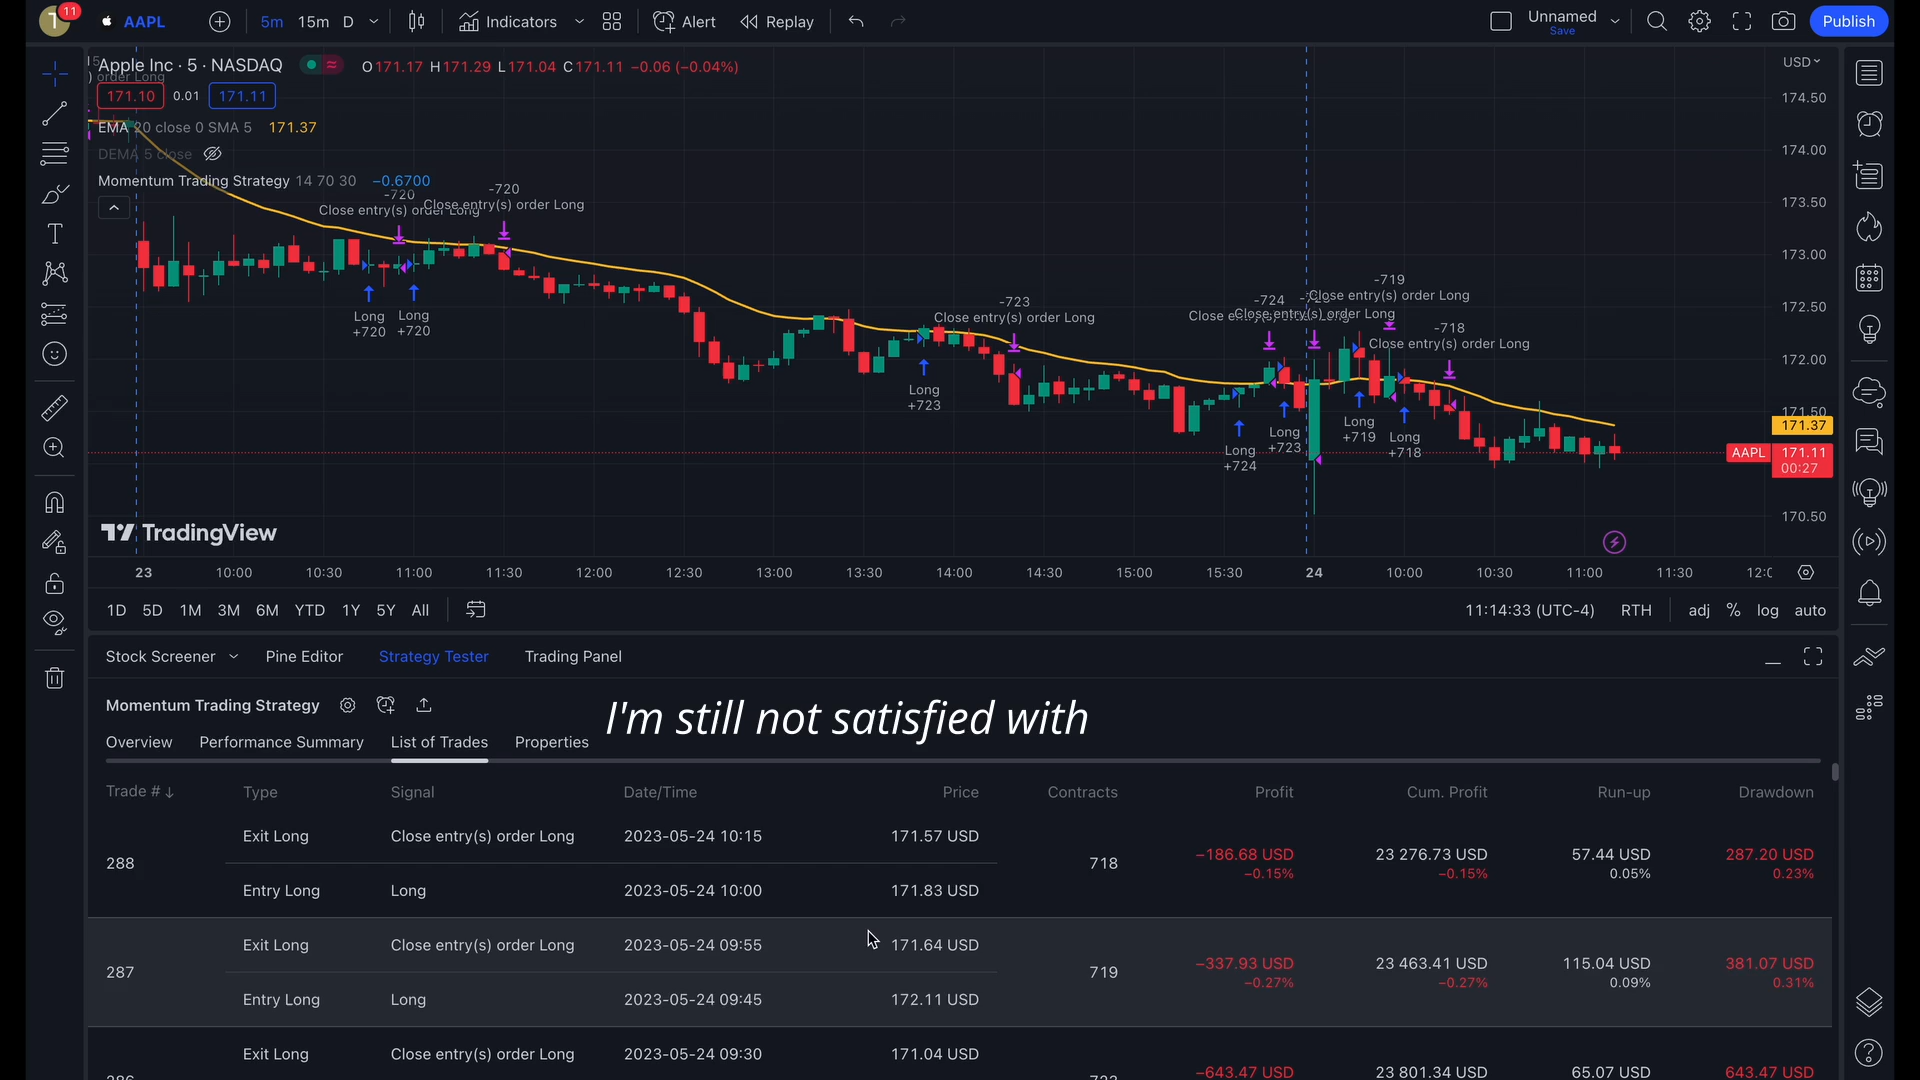 T 11 AAPL 5m 15m D Indicators Alert Replay Unnamed Save Publish
Apple Inc · 5 · NASDAQ O171.17 H171.29 L171.04 C171.11 −0.06 (−0.04%) USD
order Long
171.10 0.01 171.11
EMA 20 close 0 SMA 5 171.37
DEMA 5 close
Momentum Trading Strategy 14 70 30 −0.6700
-720
Close entry(s) order Long
-720
Close entry(s) order Long
Long
+720
Long
+720
-723
Close entry(s) order Long
Long
+723
-724
Close entry(s) order Long
-719
Close entry(s) order Long
-718
Close entry(s) order Long
Long
+724
Long
+723
Long
+719
Long
+718
174.50
174.00
173.50
173.00
172.50
172.00
171.50
171.37
AAPL 171.11
00:27
170.50
TradingView
23 10:00 10:30 11:00 11:30 12:00 12:30 13:00 13:30 14:00 14:30 15:00 15:30 24 10:00 10:30 11:00 11:30
1D 5D 1M 3M 6M YTD 1Y 5Y All 11:14:33 (UTC-4) RTH adj % log auto
Stock Screener Pine Editor Strategy Tester Trading Panel
Momentum Trading Strategy
I'm still not satisfied with
Overview Performance Summary List of Trades Properties
Trade # ↓ Type Signal Date/Time Price Contracts Profit Cum. Profit Run-up Drawdown
Exit Long Close entry(s) order Long 2023-05-24 10:15 171.57 USD
288 718 −186.68 USD 23 276.73 USD 57.44 USD 287.20 USD
−0.15% −0.15% 0.05% 0.23%
Entry Long Long 2023-05-24 10:00 171.83 USD
Exit Long Close entry(s) order Long 2023-05-24 09:55 171.64 USD
287 719 −337.93 USD 23 463.41 USD 115.04 USD 381.07 USD
−0.27% −0.27% 0.09% 0.31%
Entry Long Long 2023-05-24 09:45 172.11 USD
Exit Long Close entry(s) order Long 2023-05-24 09:30 171.04 USD
−643.47 USD 23 801.34 USD 65.07 USD 643.47 USD